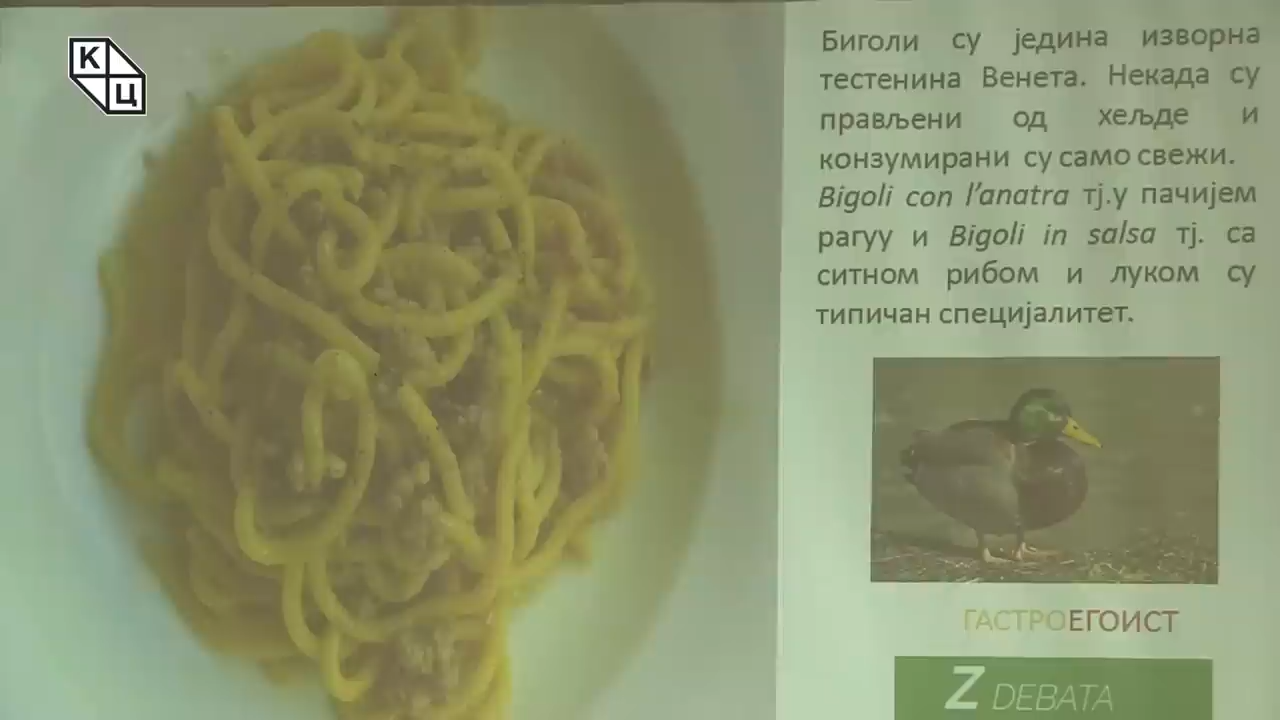 К
Ц
Биголи су једина изворна
тестенина Венета. Некада су
прављени од хељде и
конзумирани су само свежи.
Bigoli con l’anatra тј.у пачијем
рагуу и Bigoli in salsa тј. са
ситном рибом и луком су
типичан специјалитет.
ГАСТРОЕГОИСТ
Z DEBATA